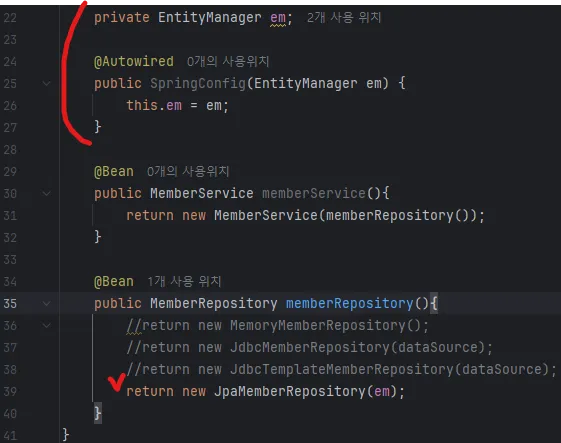 22 private EntityManager em; 2개 사용 위치
23
24 @Autowired 0개의 사용위치
25 public SpringConfig(EntityManager em) {
26 this.em = em;
27 }
28
29 @Bean 0개의 사용위치
30 public MemberService memberService(){
31 return new MemberService(memberRepository());
32 }
33
34 @Bean 1개 사용 위치
35 public MemberRepository memberRepository(){
36 //return new MemoryMemberRepository();
37 //return new JdbcMemberRepository(dataSource);
38 //return new JdbcTemplateMemberRepository(dataSource);
39 return new JpaMemberRepository(em);
40 }
41 }